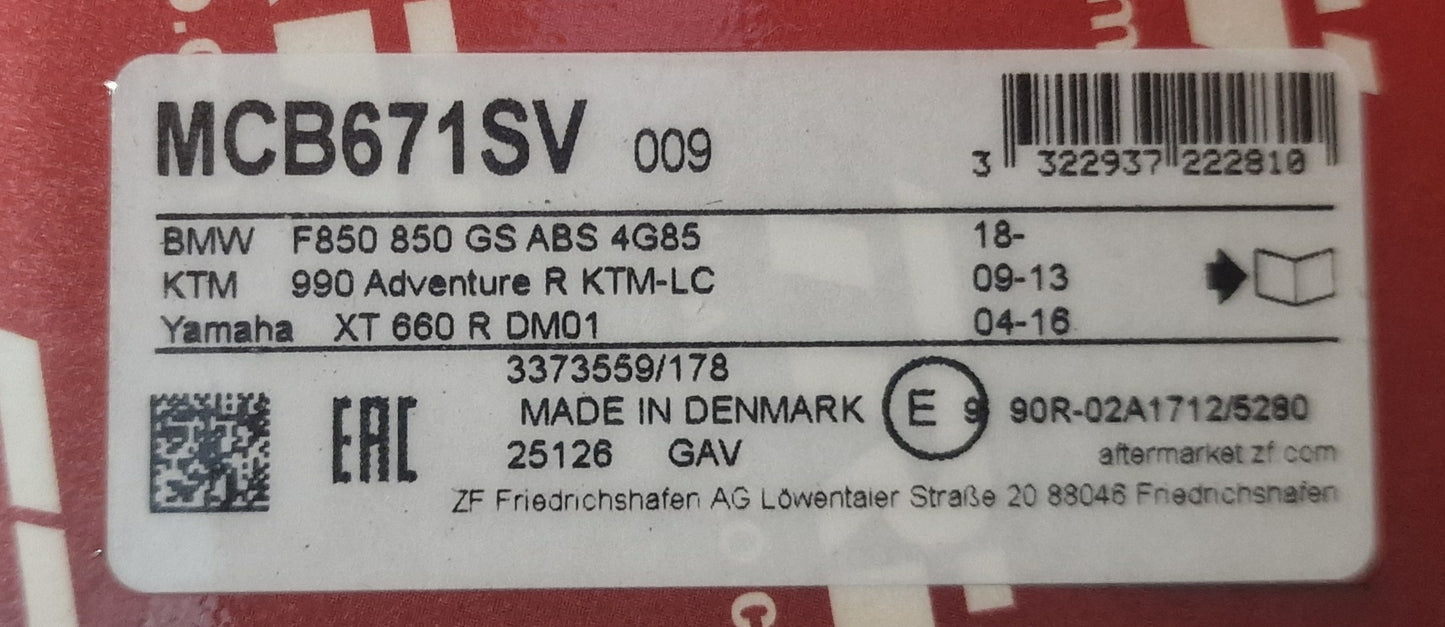 MCB671SV 009
3 322937 222810
BMW F850 850 GS ABS 4G85 18-
KTM 990 Adventure R KTM-LC 09-13
Yamaha XT 660 R DM01 04-16
3373559/178
EAC MADE IN DENMARK E 9 90R-02A1712/5280
25126 GAV aftermarket.zf.com
ZF Friedrichshafen AG Löwentaler Straße 20 88046 Friedrichshafen